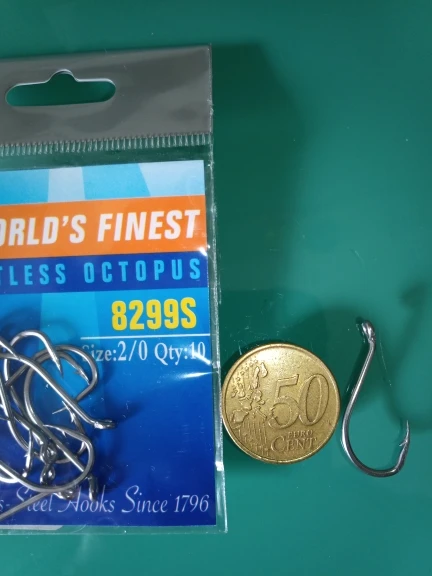 ORLD'S FINEST
TLESS OCTOPUS
8299S
Size:2/0 Qty:10
s-Steel Hooks Since 1796
50
EURO
CENT